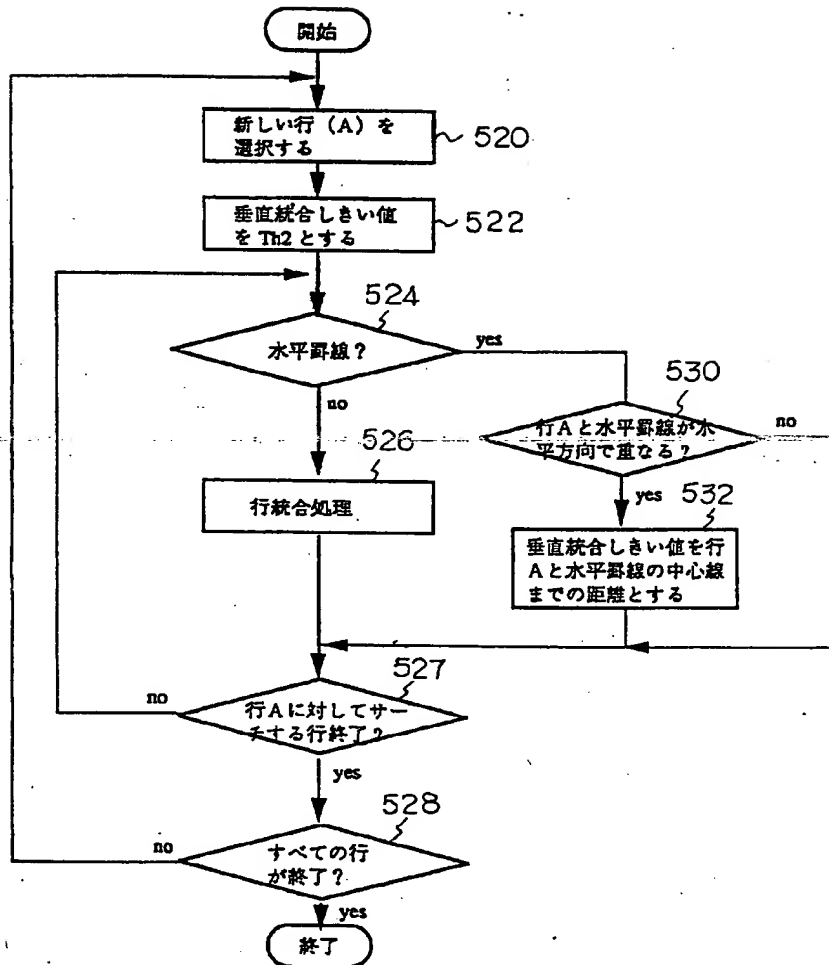 開始
新しい行（A）を
選択する
520
垂直統合しきい値
を Th2 とする
522
524
水平罫線？
yes
no
530
行Aと水平罫線が水
平方向で重なる？
no
yes
526
行統合処理
532
垂直統合しきい値を行
Aと水平罫線の中心線
までの距離とする
527
行Aに対してサー
チする行終了？
no
yes
528
すべての行
が終了？
no
yes
終了